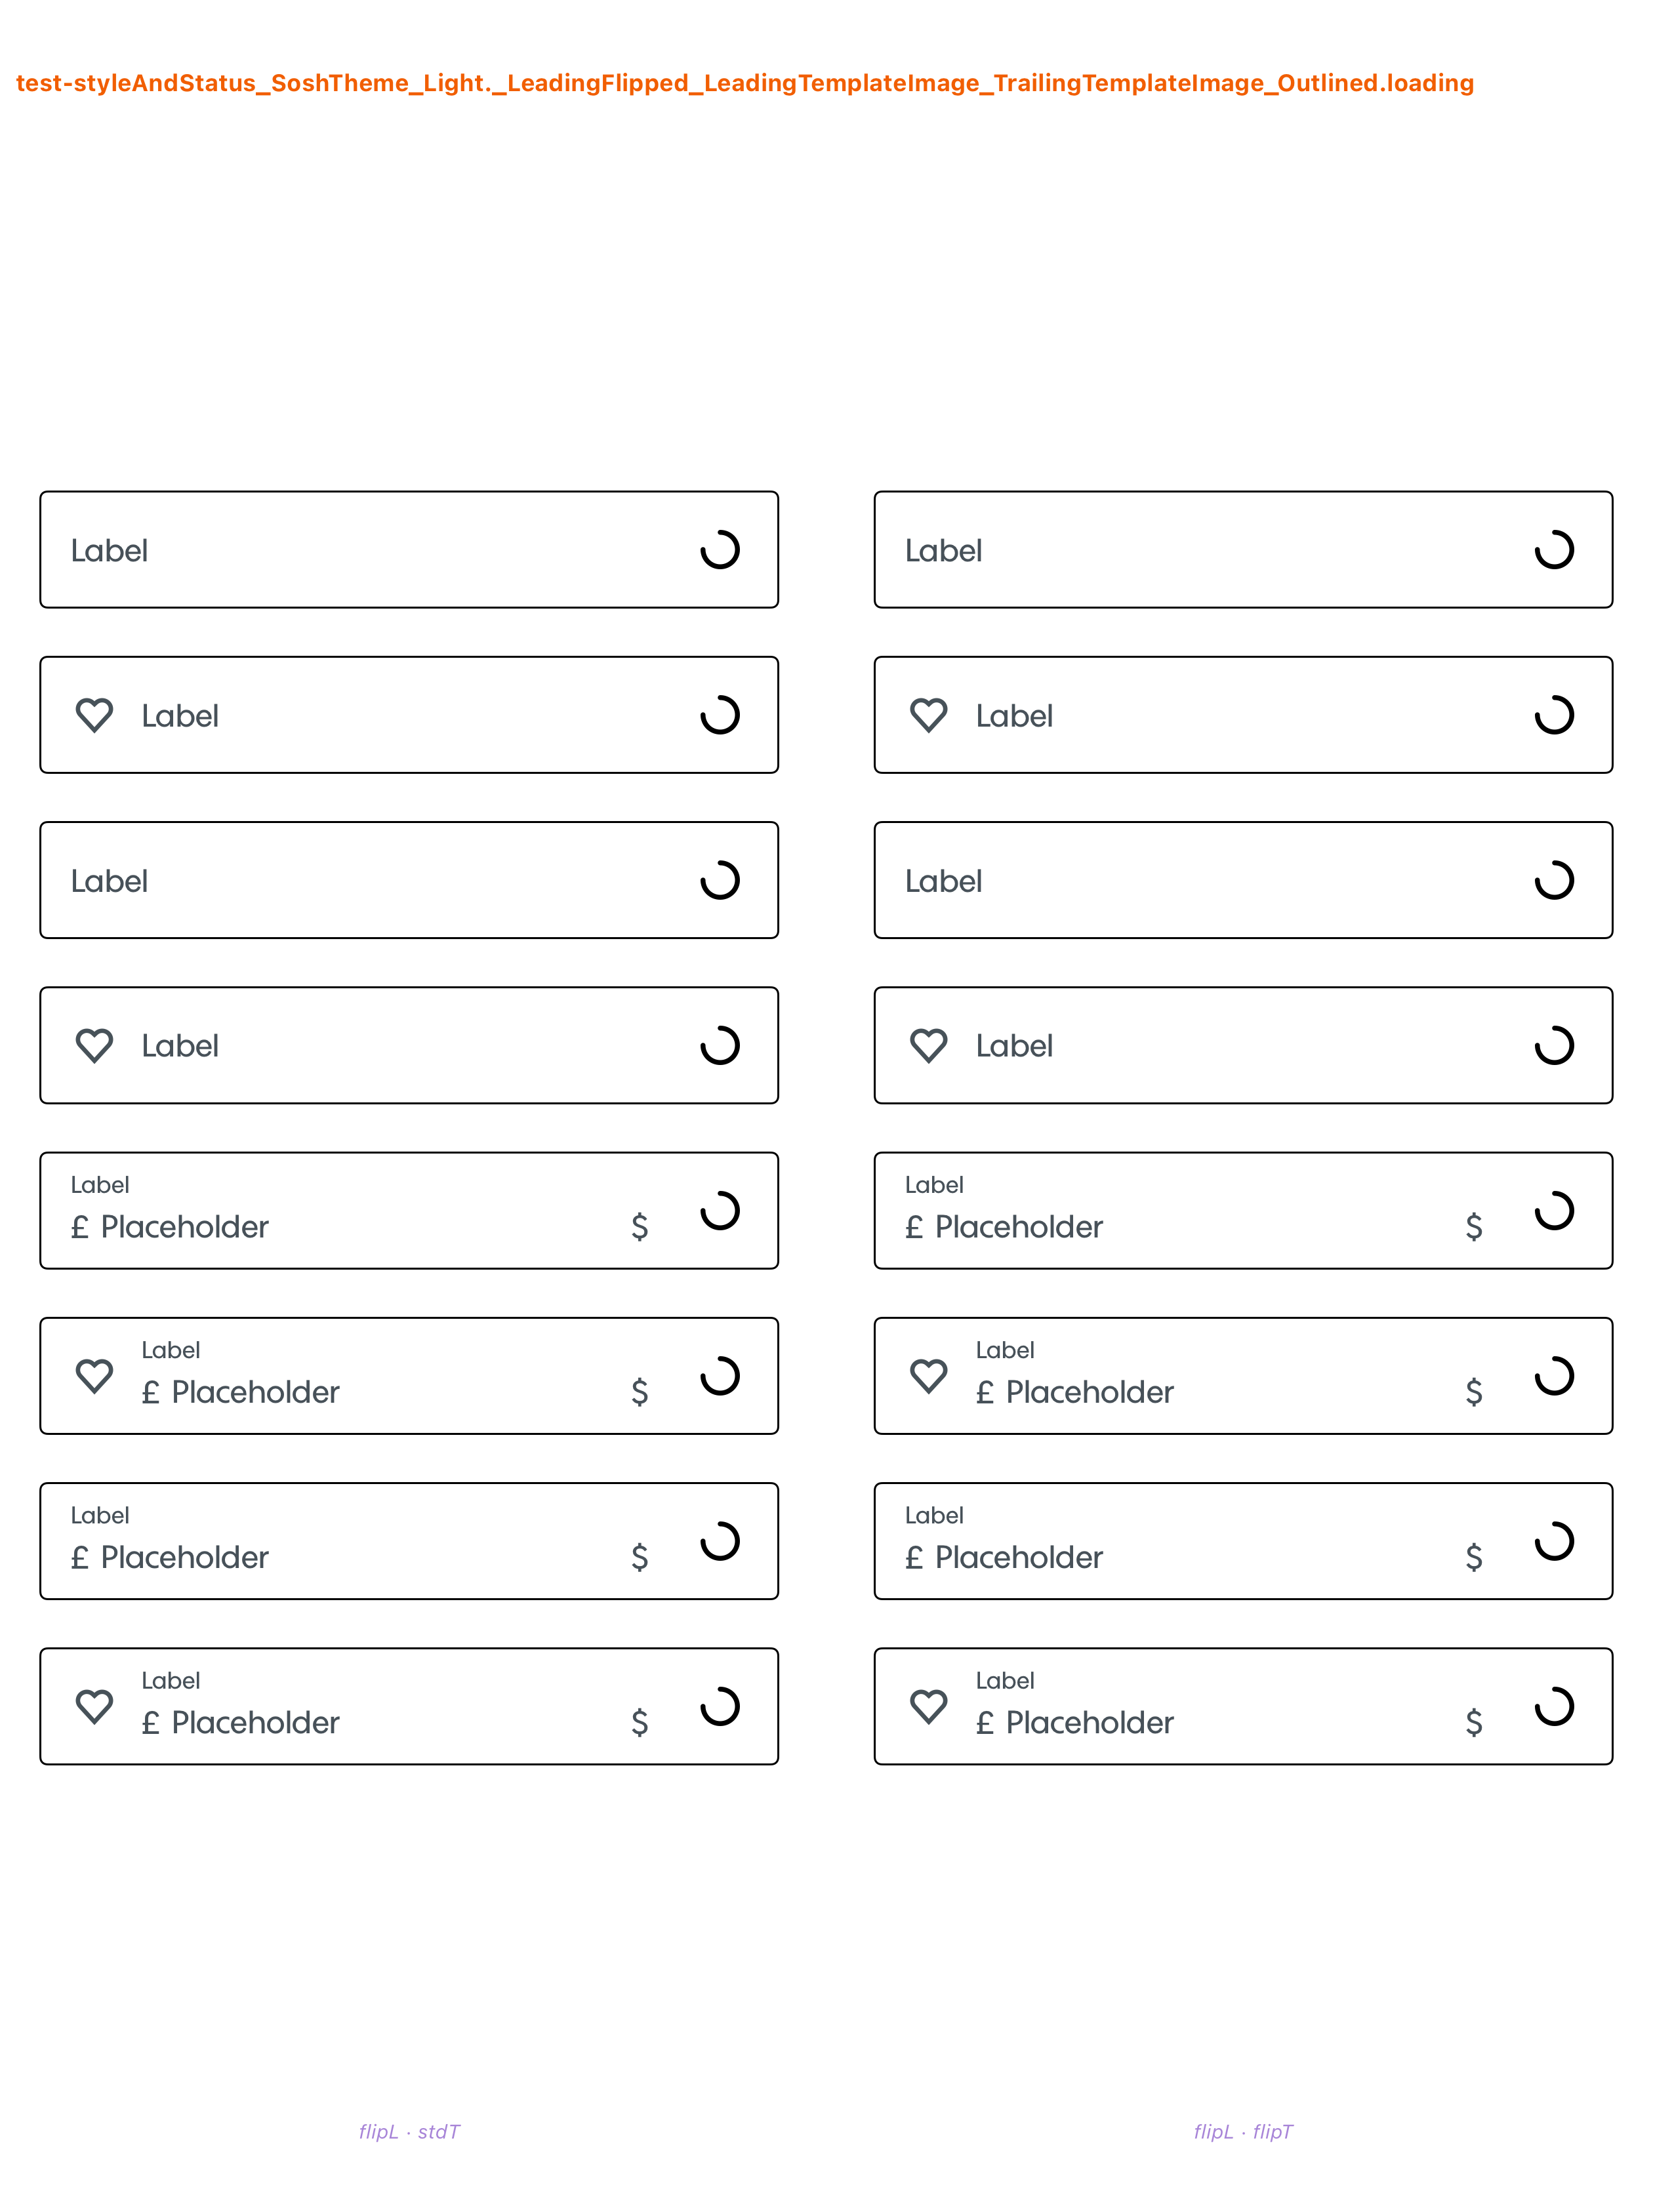 test-styleAndStatus_SoshTheme_Light._LeadingFlipped_LeadingTemplateImage_TrailingTemplateImage_Outlined.loading
Label
Label
Label
Label
Label
Label
Label
Label
Label
Label
£ Placeholder $
£ Placeholder $
Label
Label
£ Placeholder $
£ Placeholder $
Label
Label
£ Placeholder $
£ Placeholder $
Label
Label
£ Placeholder $
£ Placeholder $
flipL · stdT
flipL · flipT